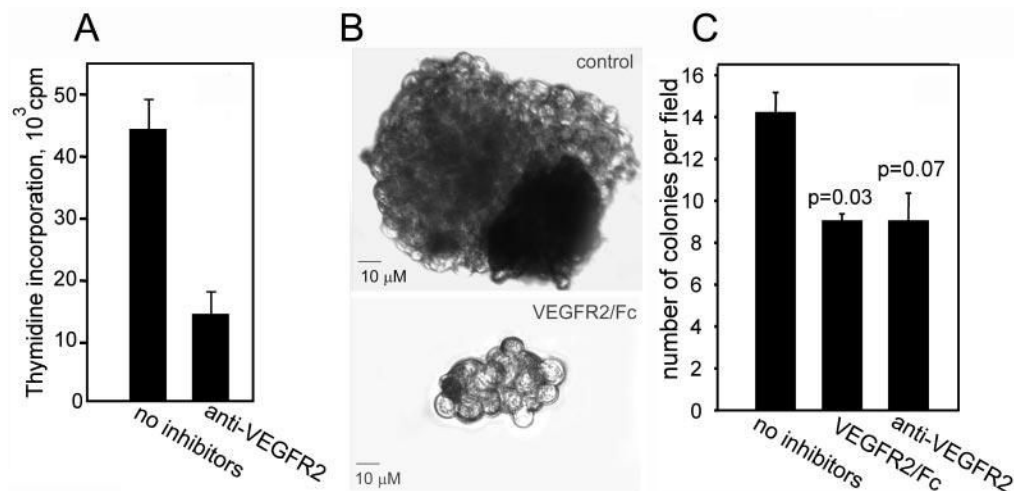 A
Thymidine incorporation, 10³ cpm
50
40
30
20
10
0
no inhibitors
anti-VEGFR2
B
control
10 µM
VEGFR2/Fc
10 µM
C
number of colonies per field
16
14
12
10
8
6
4
2
0
p=0.03
p=0.07
no inhibitors
VEGFR2/Fc
anti-VEGFR2